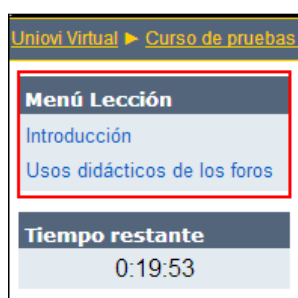 Uniovi Virtual ► Curso de pruebas
Menú Lección
Introducción
Usos didácticos de los foros
Tiempo restante
0:19:53